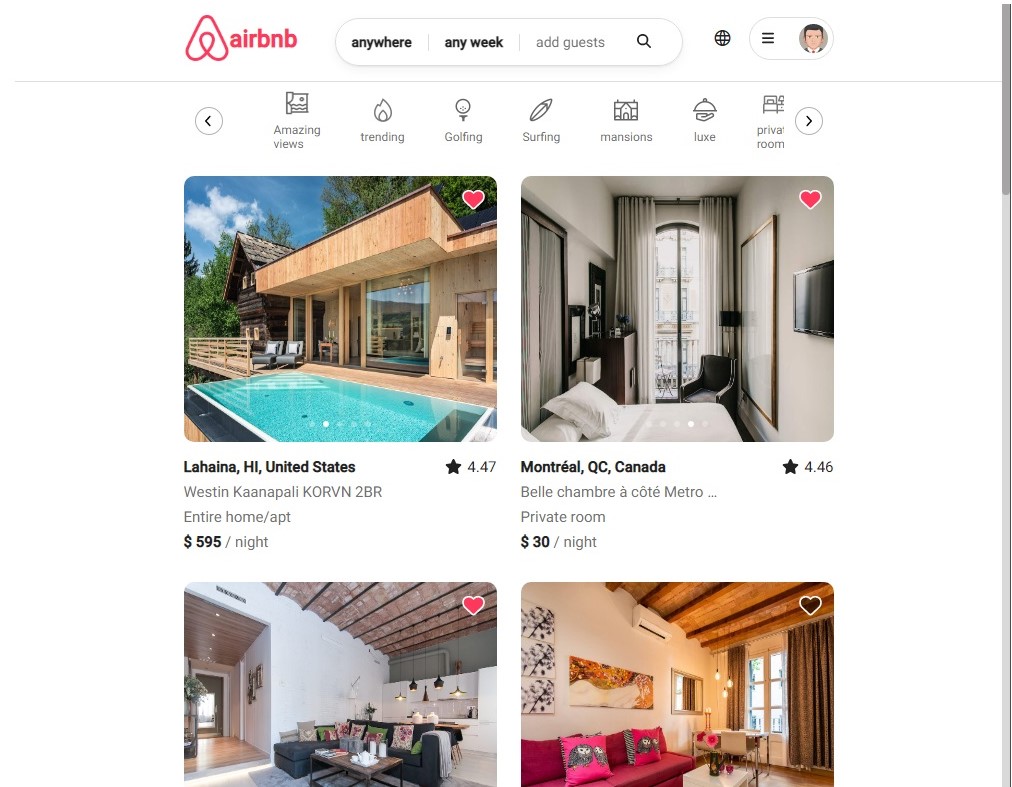 airbnb
anywhere
any week
add guests
Amazing
views
trending
Golfing
Surfing
mansions
luxe
privat
room
Lahaina, HI, United States
4.47
Westin Kaanapali KORVN 2BR
Entire home/apt
$ 595 / night
Montréal, QC, Canada
4.46
Belle chambre à côté Metro ...
Private room
$ 30 / night